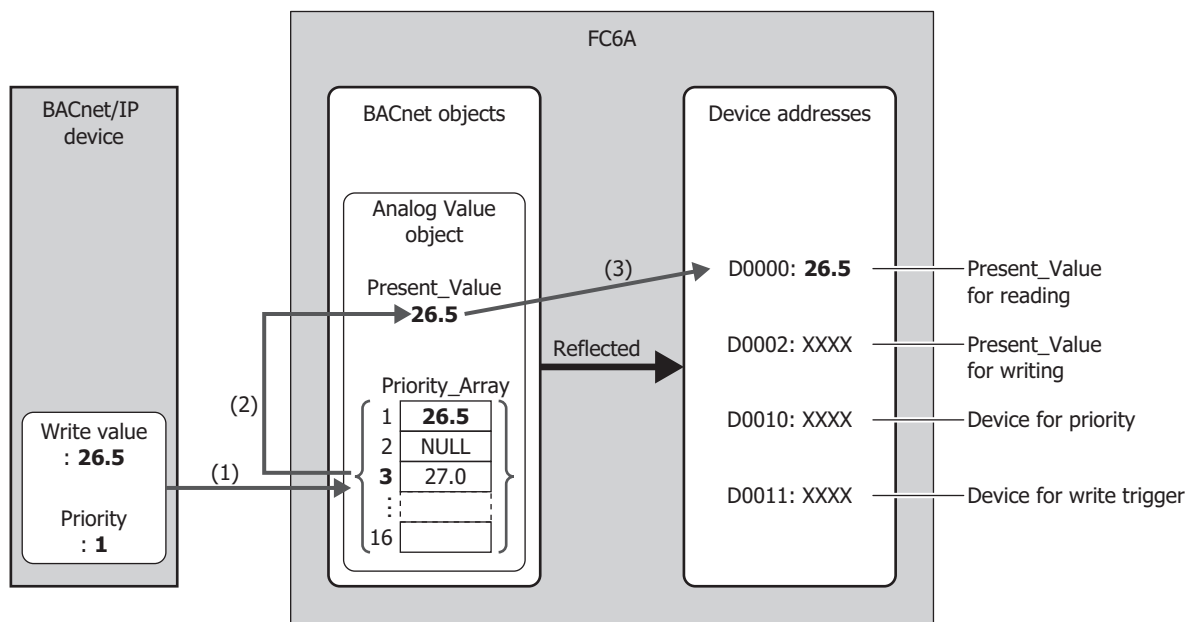 FC6A
BACnet/IP
device
Write value
: 26.5
Priority
: 1
(1)
(2)
BACnet objects
Analog Value
object
Present_Value
26.5
Priority_Array
1 26.5
2 NULL
3 27.0
:
16
(3)
Reflected
Device addresses
D0000: 26.5
Present_Value
for reading
D0002: XXXX
Present_Value
for writing
D0010: XXXX
Device for priority
D0011: XXXX
Device for write trigger